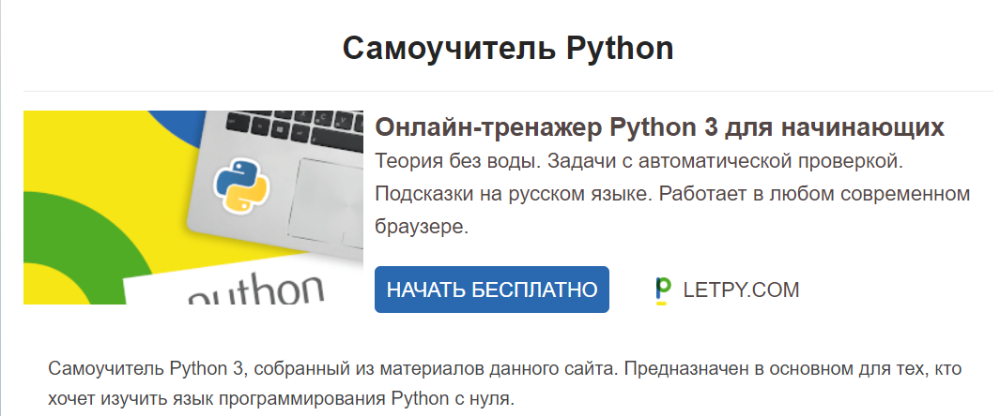 Самоучитель Python
Онлайн-тренажер Python 3 для начинающих
Теория без воды. Задачи с автоматической проверкой.
Подсказки на русском языке. Работает в любом современном
браузере.
python
НАЧАТЬ БЕСПЛАТНО
LETPY.COM
Самоучитель Python 3, собранный из материалов данного сайта. Предназначен в основном для тех, кто
хочет изучить язык программирования Python с нуля.